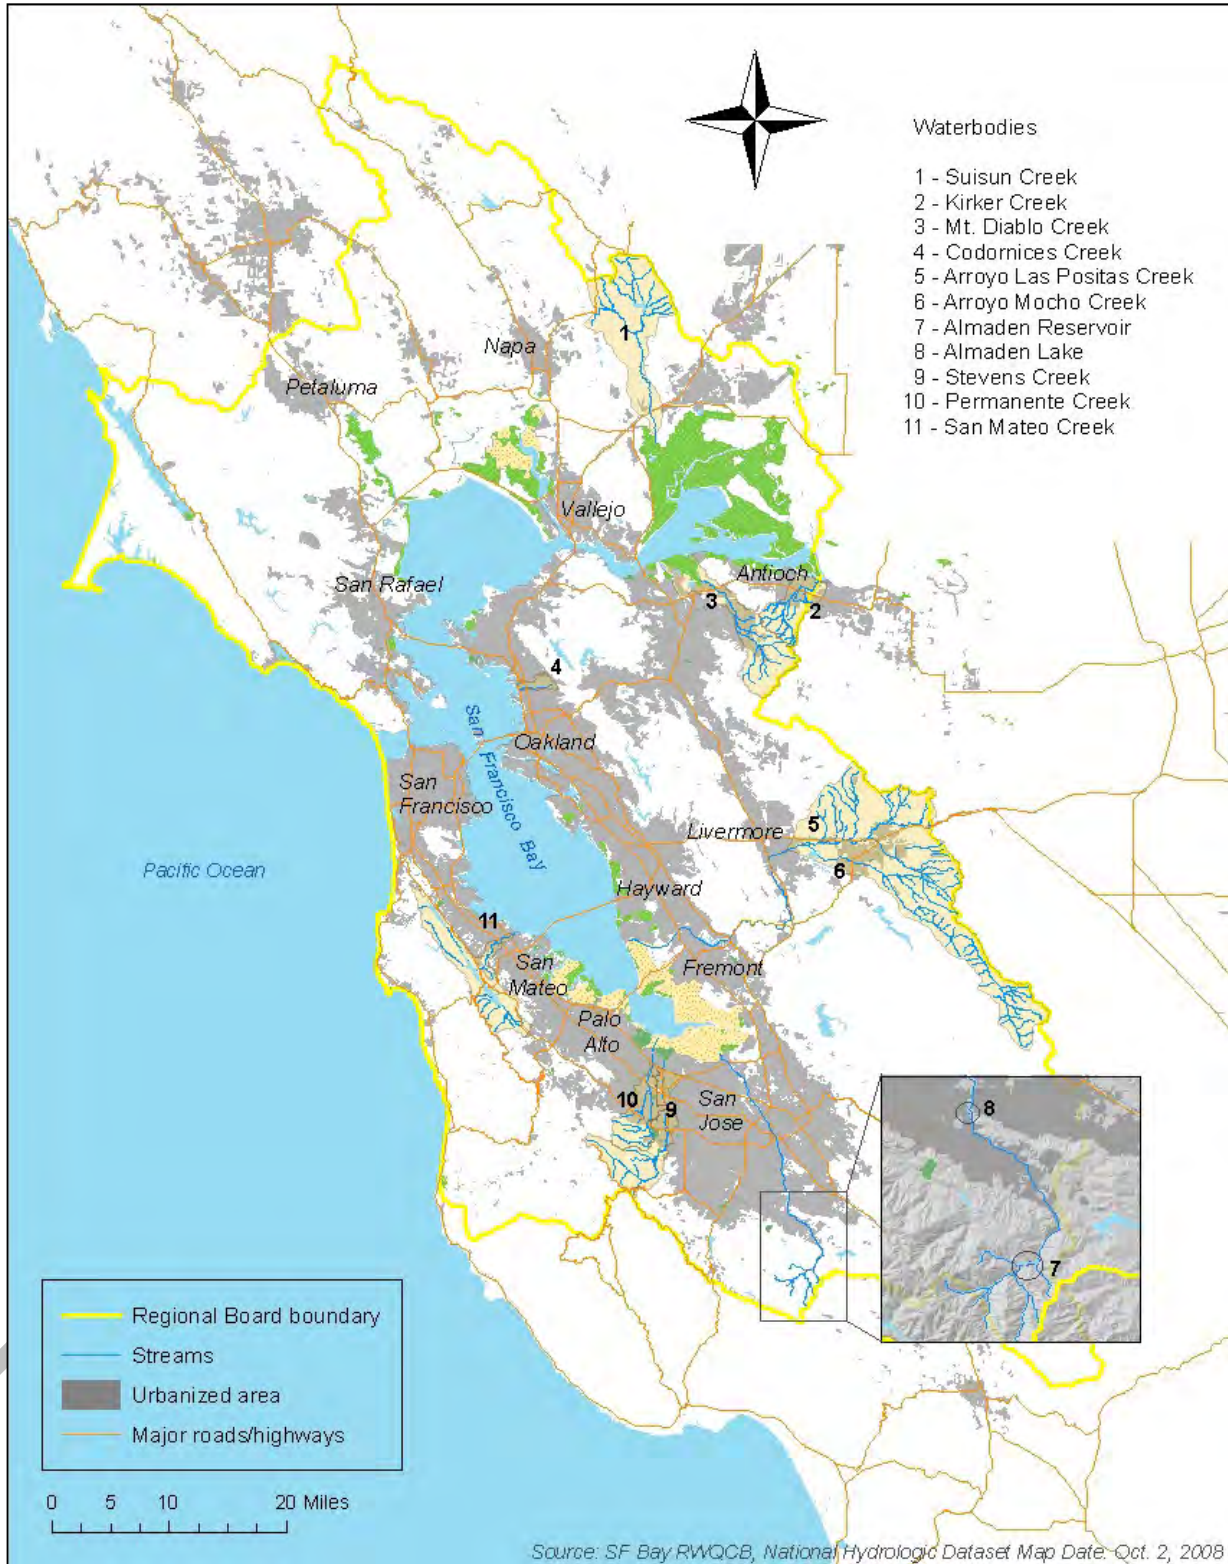 Waterbodies
1 - Suisun Creek
2 - Kirker Creek
3 - Mt. Diablo Creek
4 - Codornices Creek
5 - Arroyo Las Positas Creek
6 - Arroyo Mocho Creek
7 - Almaden Reservoir
8 - Almaden Lake
9 - Stevens Creek
10 - Permanente Creek
11 - San Mateo Creek
1
Napa
Petaluma
Vallejo
San Rafael
Antioch
3
2
4
San Francisco Bay
Oakland
San
Francisco
5
Livermore
6
Pacific Ocean
Hayward
11
San
Mateo
Fremont
Palo
Alto
10
9
San
Jose
8
7
Regional Board boundary
Streams
Urbanized area
Major roads/highways
0 5 10 20 Miles
Source: SF Bay RWQCB, National Hydrologic Dataset Map Date: Oct. 2, 2008